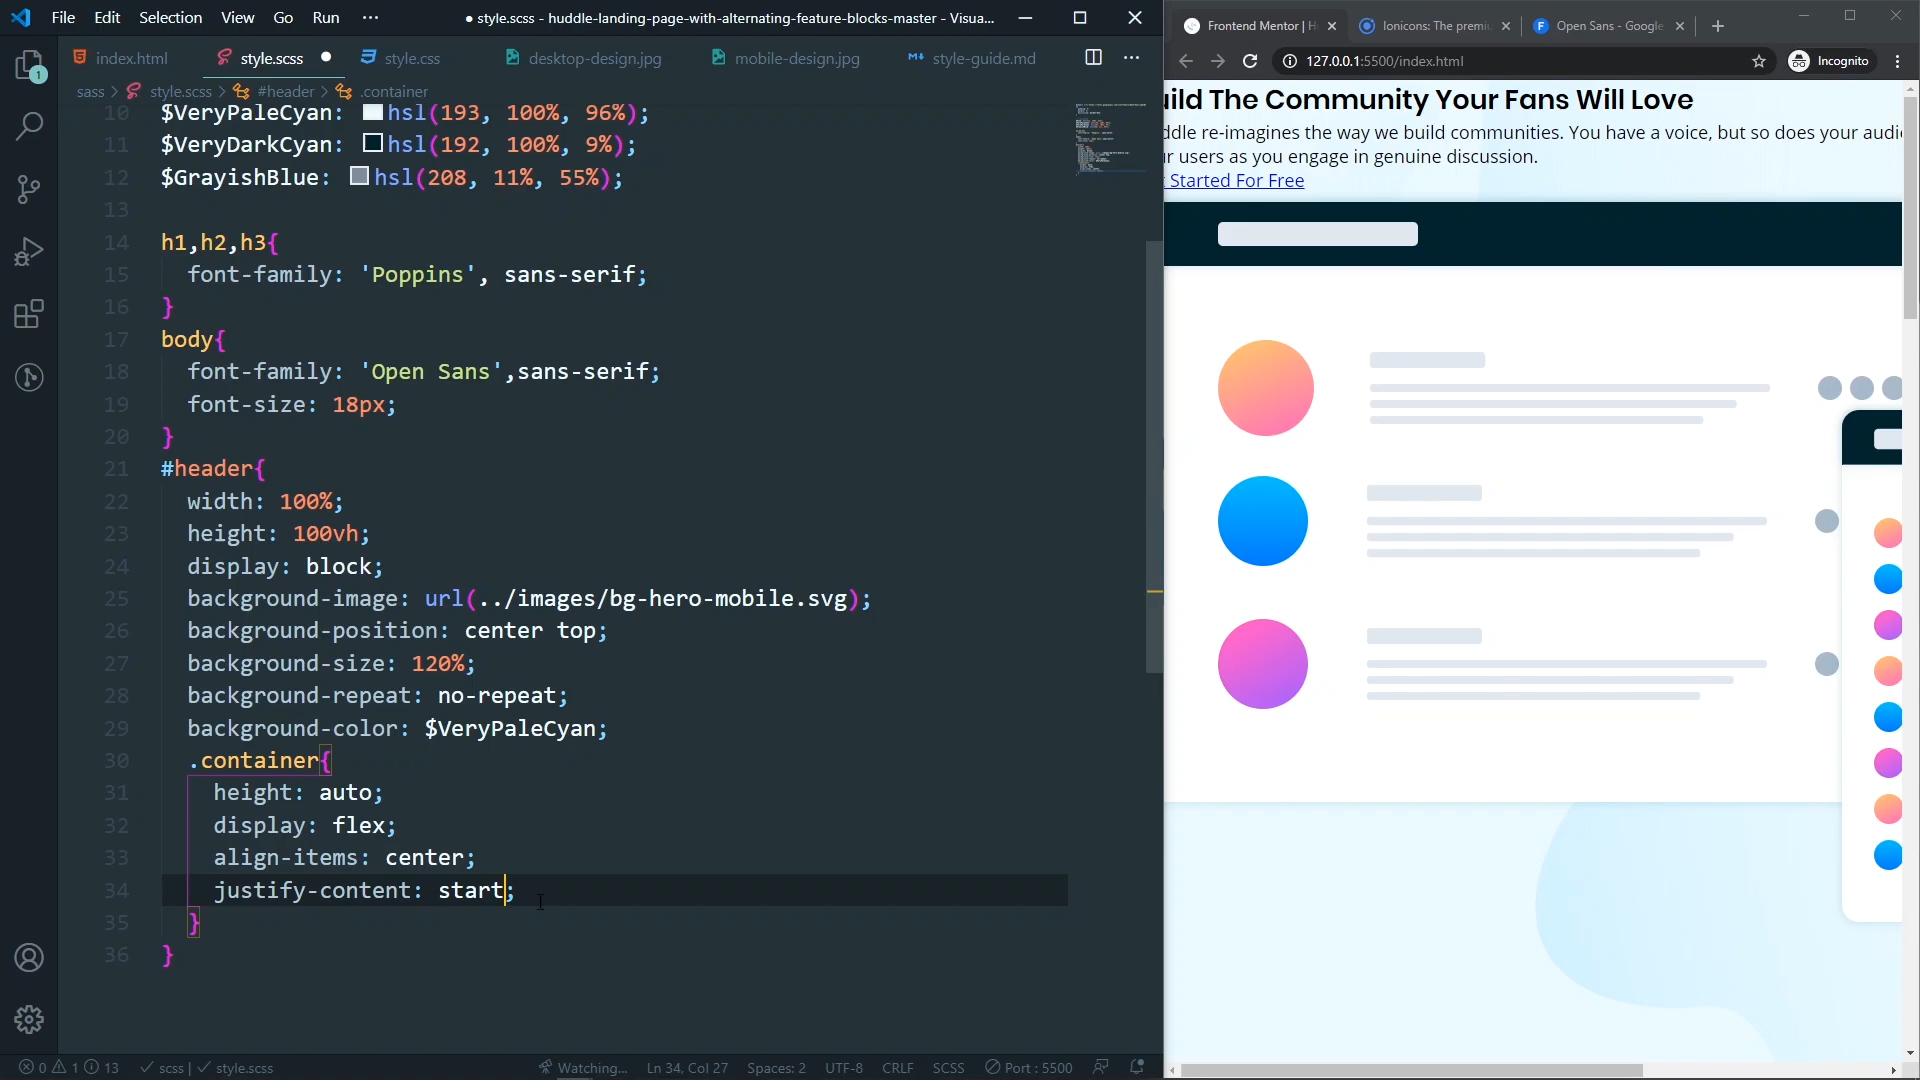 File Edit Selection View Go Run ···
● style.scss - huddle-landing-page-with-alternating-feature-blocks-master - Visua...
index.html
style.scss
style.css
desktop-design.jpg
mobile-design.jpg
style-guide.md
sass > style.scss > #header > .container
10 $VeryPaleCyan: hsl(193, 100%, 96%);
11 $VeryDarkCyan: hsl(192, 100%, 9%);
12 $GrayishBlue: hsl(208, 11%, 55%);
13
14 h1,h2,h3{
15 font-family: 'Poppins', sans-serif;
16 }
17 body{
18 font-family: 'Open Sans',sans-serif;
19 font-size: 18px;
20 }
21 #header{
22 width: 100%;
23 height: 100vh;
24 display: block;
25 background-image: url(../images/bg-hero-mobile.svg);
26 background-position: center top;
27 background-size: 120%;
28 background-repeat: no-repeat;
29 background-color: $VeryPaleCyan;
30 .container{
31 height: auto;
32 display: flex;
33 align-items: center;
34 justify-content: start;
35 }
36 }
1
0 1 13 scss | style.scss
Watching... Ln 34, Col 27 Spaces: 2 UTF-8 CRLF SCSS Port : 5500
Frontend Mentor | H
Ionicons: The premi
Open Sans - Google
127.0.0.1:5500/index.html
Incognito
ild The Community Your Fans Will Love
ddle re-imagines the way we build communities. You have a voice, but so does your audi
r users as you engage in genuine discussion.
Started For Free